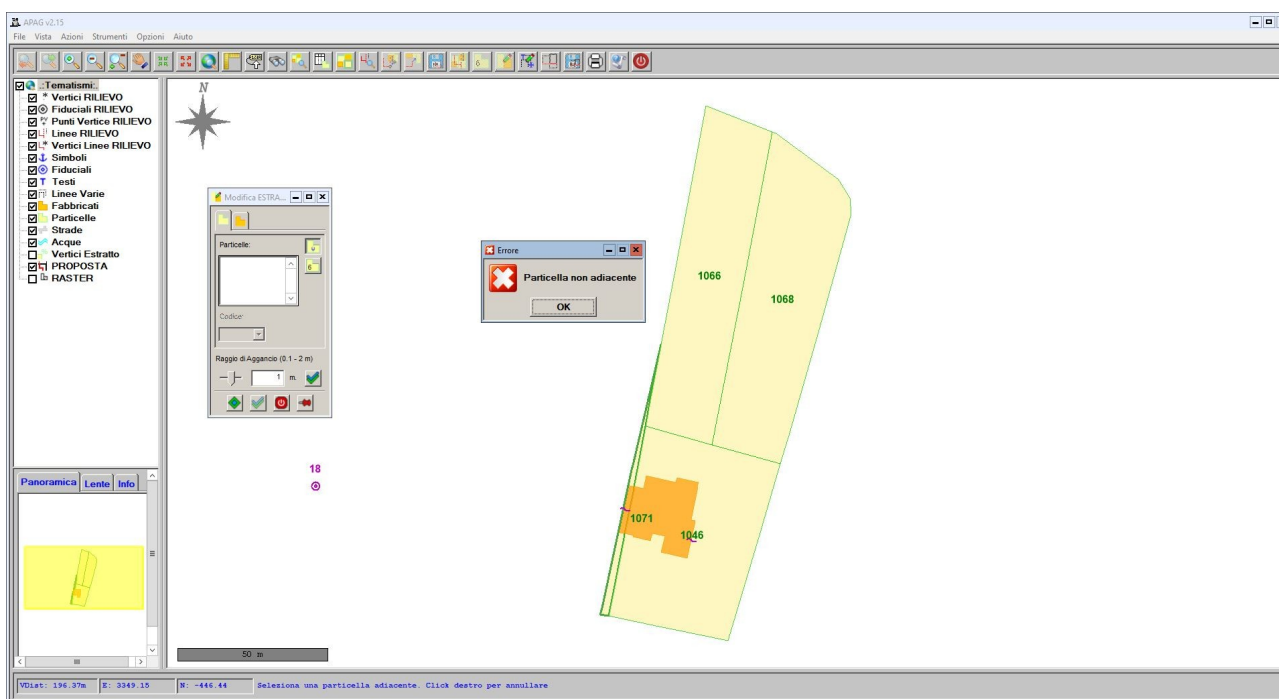 APAG v2.15
File Vista Azioni Strumenti Opzioni Aiuto
.:Tematismi:.
Vertici RILIEVO
Fiduciali RILIEVO
Punti Vertice RILIEVO
Linee RILIEVO
Vertici Linee RILIEVO
Simboli
Fiduciali
T Testi
Linee Varie
Fabbricati
Particelle
Strade
Acque
Vertici Estratto
PROPOSTA
RASTER
N
Modifica ESTRA...
Particelle:
6
Codice:
Raggio di Aggancio (0.1 - 2 m)
1 m.
Errore
Particella non adiacente
OK
1066
1068
18
1071
1046
50 m
Panoramica Lente Info
VDist: 196.37m E: 3349.15 N: -446.44 Seleziona una particella adiacente. Click destro per annullare